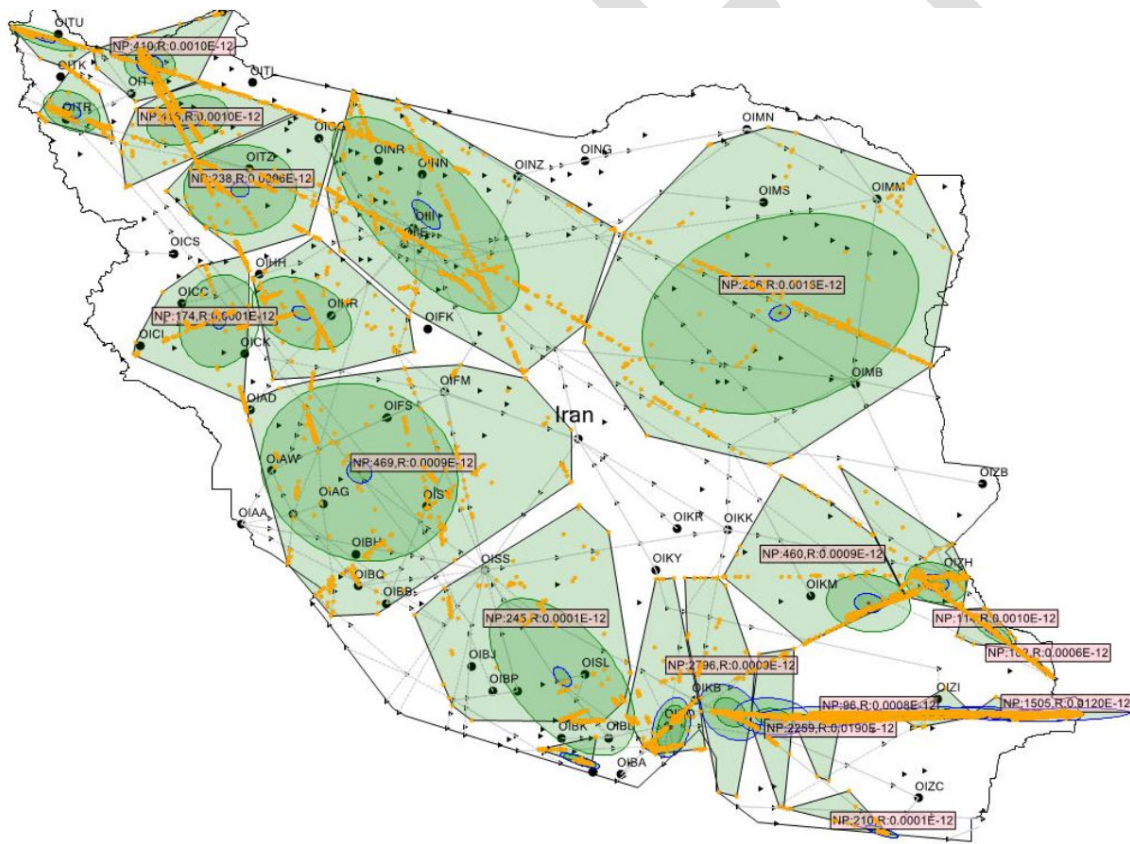 OITU
NP:410,R:0.0010E-12
OITK
OITL
OITR
R:0.0010E-12
OITZ
NP:238,R:0.0006E-12
OINR
OINN
OINZ
OING
OIMN
OIMS
OIMM
OIII
OICS
OIHH
OICC
NP:174,R:0.0001E-12
OIHR
OICI
OICK
OIFK
OIMB
OIFM
OIAD
OIFS
Iran
OIAW
NP:469,R:0.0009E-12
OIAG
OIZB
OIAA
OIKR
OIKK
OIBH
OISS
NP:460,R:0.0009E-12
OIKY
OIZH
OIBQ
OIBB
OIKM
NP:245,R:0.0001E-12
OIBJ
OISL
NP:2796,R:0.0009E-12
OIBP
OIKB
OIZI
NP:96,R:0.0008E-12
NP:1505,R:0.0120E-12
NP:2259,R:0.0190E-12
OIBK
OIBL
OIBA
OIZC
NP:210,R:0.0001E-12